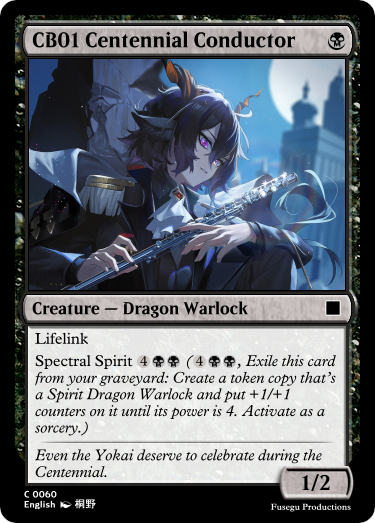 CB01 Centennial Conductor
Creature — Dragon Warlock
Lifelink
Spectral Spirit 4 (4, Exile this card
from your graveyard: Create a token copy that's
a Spirit Dragon Warlock and put +1/+1
counters on it until its power is 4. Activate as a
sorcery.)
Even the Yokai deserve to celebrate during the
Centennial.
1/2
C 0060
English 桐野
Fusegu Productions